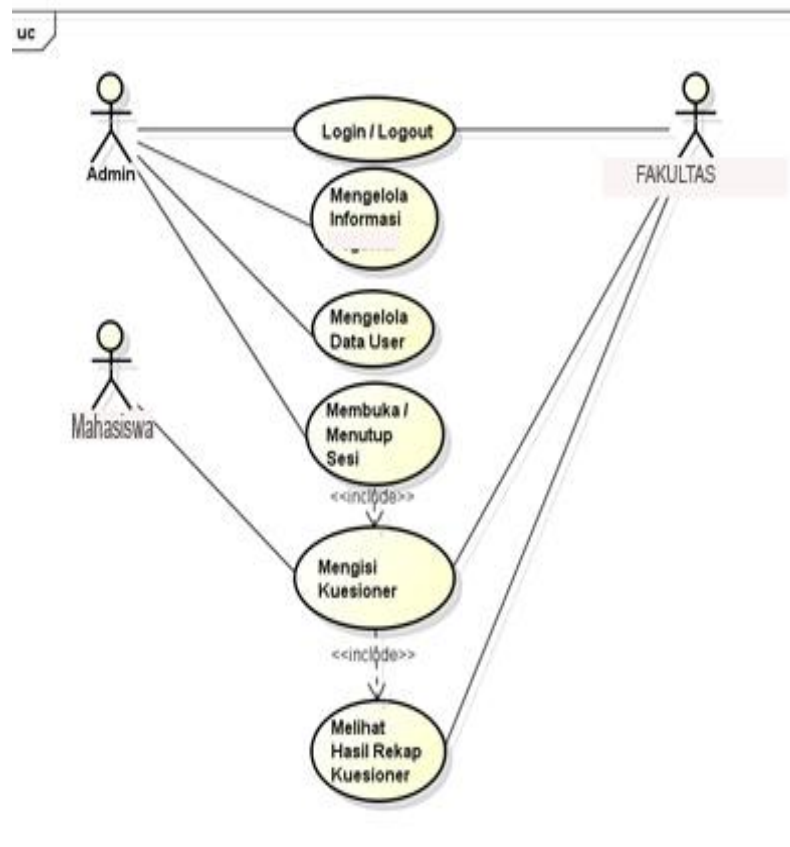 uc
Login / Logout
Admin
FAKULTAS
Mengelola
Informasi
Mengelola
Data User
Mahasiswa
Membuka /
Menutup
Sesi
<<include>>
Mengisi
Kuesioner
<<include>>
Melihat
Hasil Rekap
Kuesioner